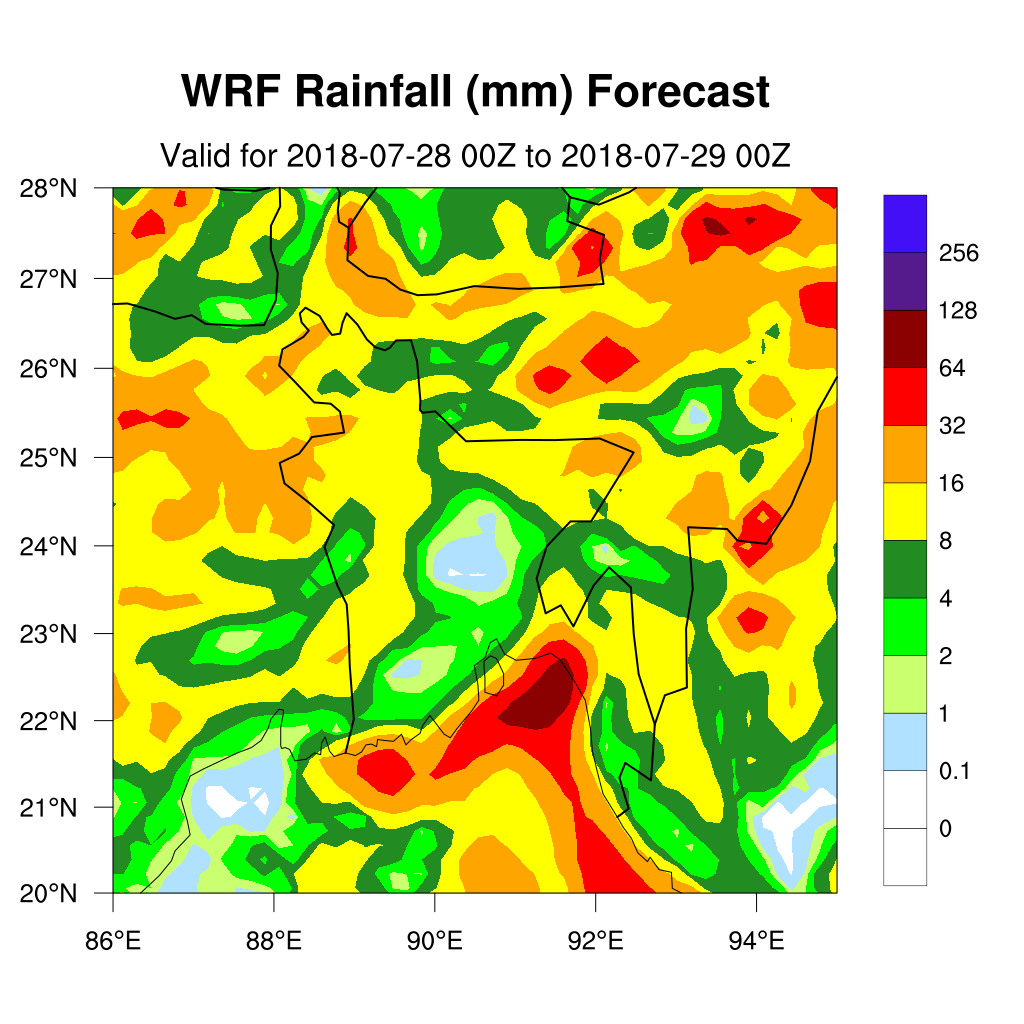 WRF Rainfall (mm) Forecast
Valid for 2018-07-28 00Z to 2018-07-29 00Z
28°N
27°N
26°N
25°N
24°N
23°N
22°N
21°N
20°N
86°E 88°E 90°E 92°E 94°E
256
128
64
32
16
8
4
2
1
0.1
0